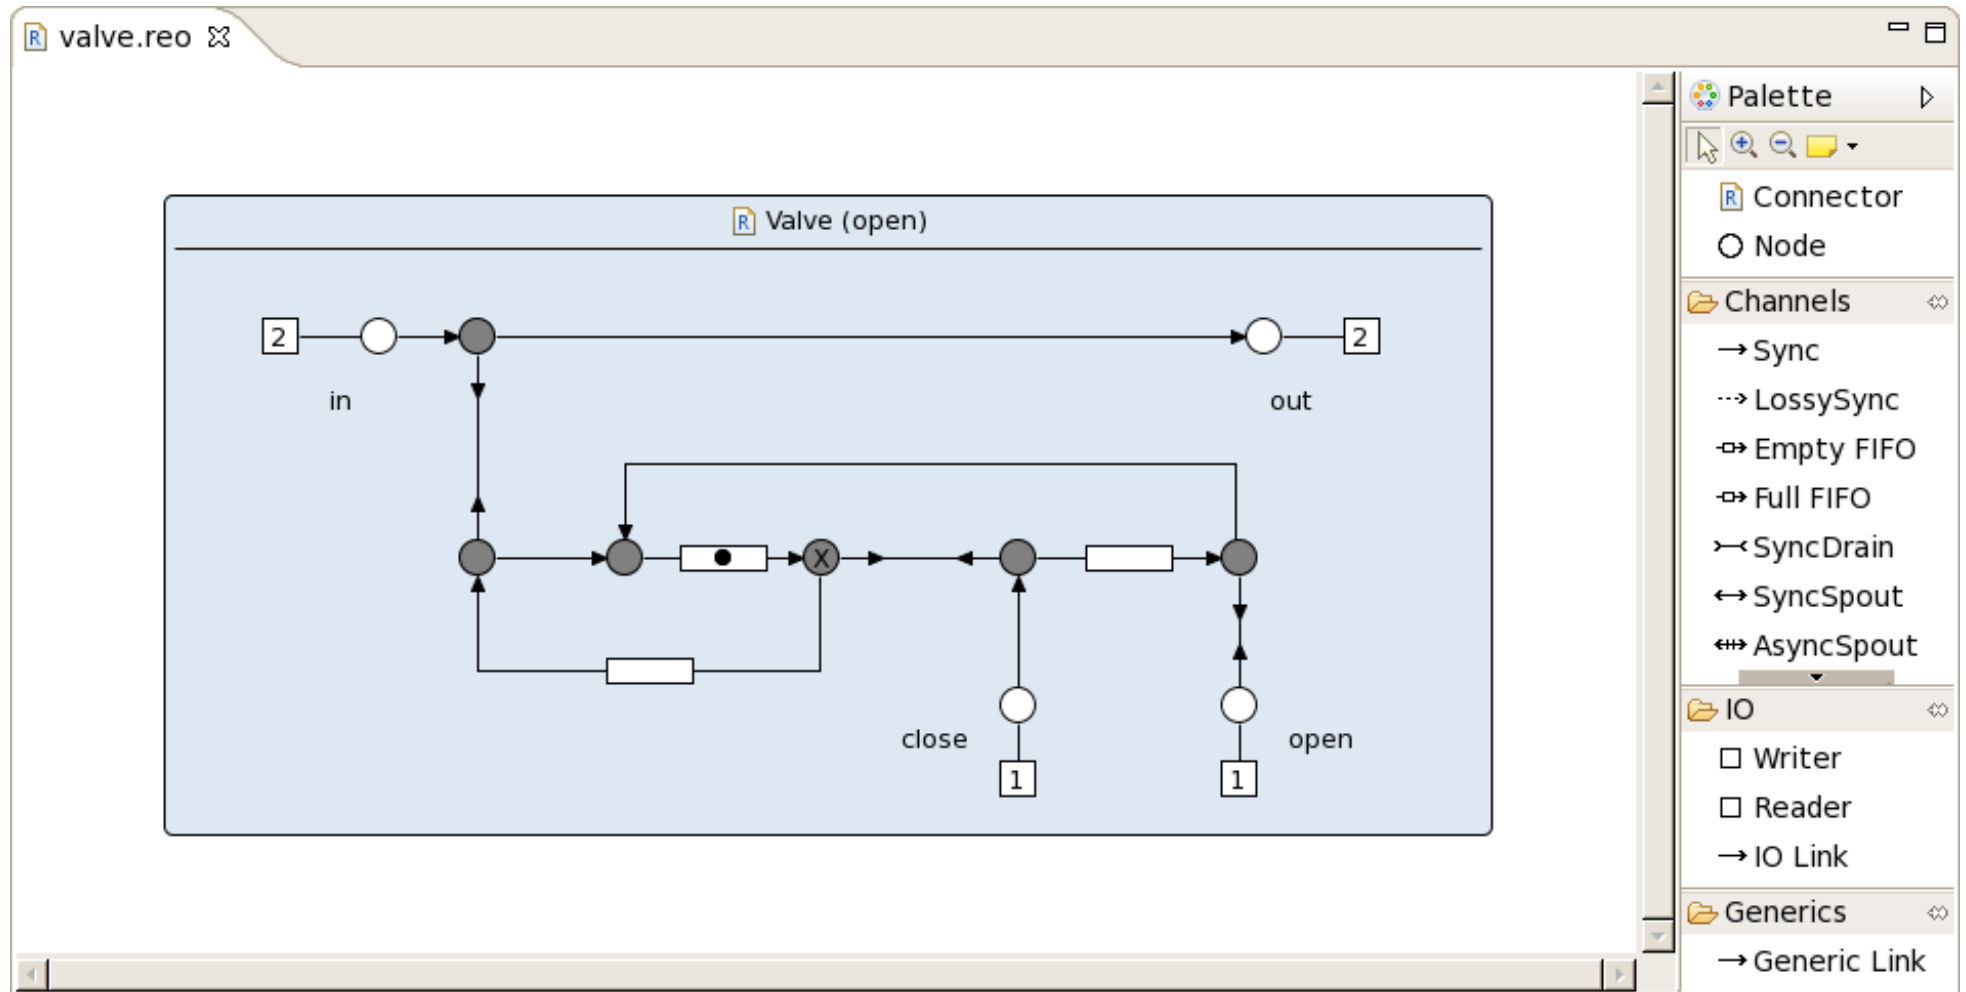 R valve.reo
Palette
R Connector
Node
Channels
Sync
LossySync
Empty FIFO
Full FIFO
SyncDrain
SyncSpout
AsyncSpout
IO
Writer
Reader
IO Link
Generics
Generic Link
R Valve (open)
2
2
in
out
X
close
open
1
1